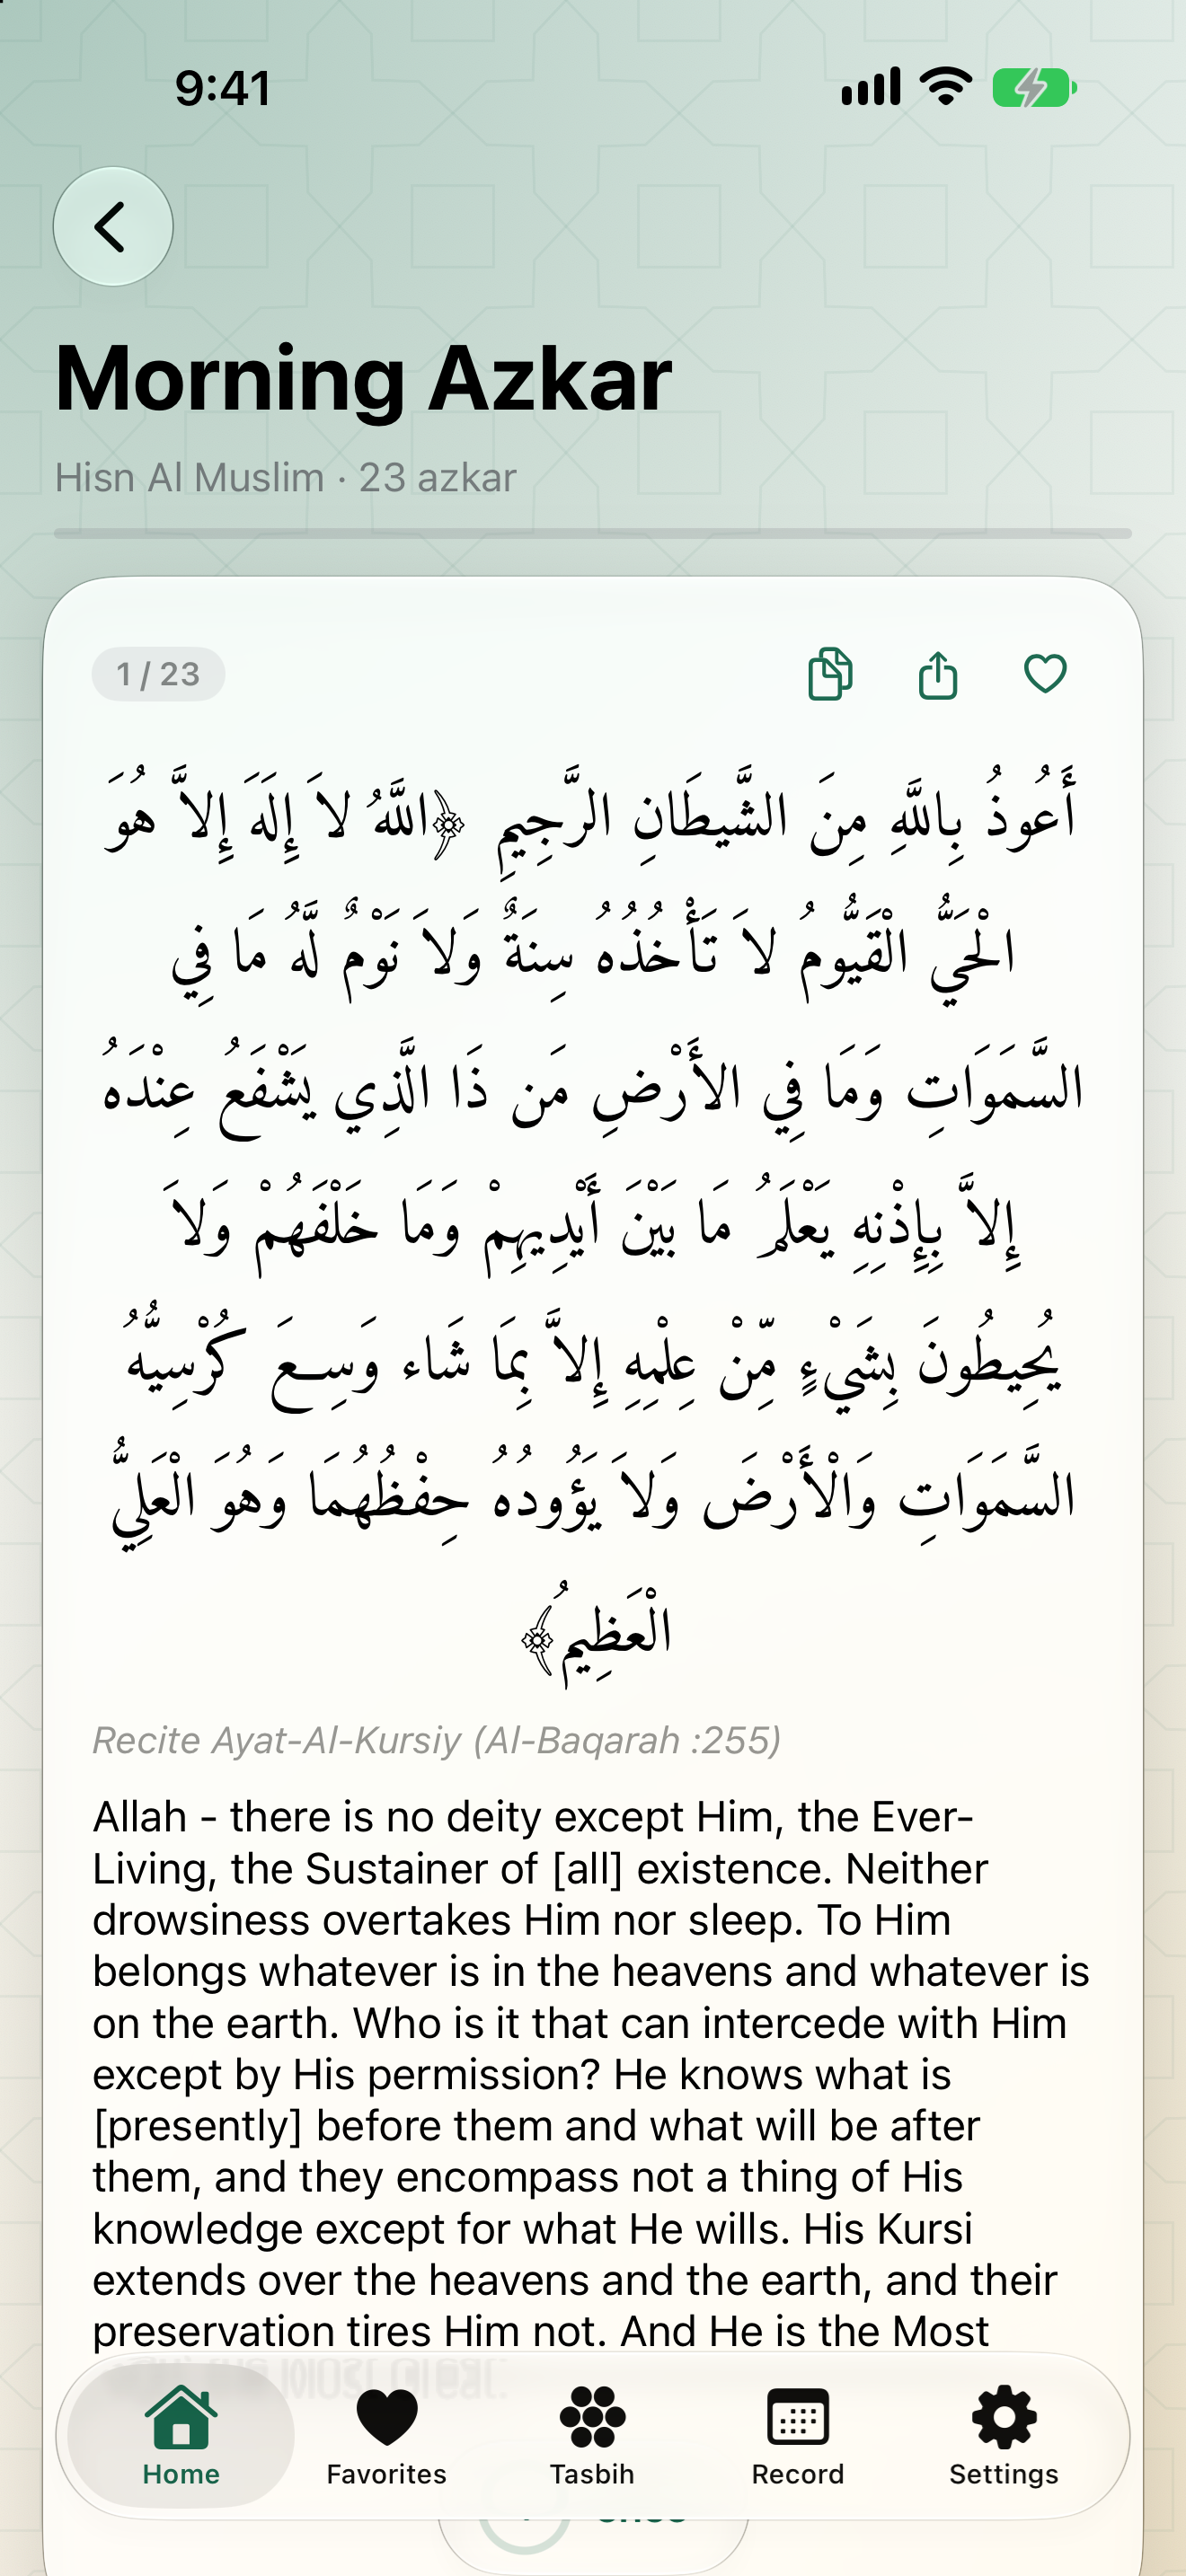 9:41
Morning Azkar
Hisn Al Muslim · 23 azkar
1 / 23
أَعُوذُ بِاللَّهِ مِنَ الشَّيطَانِ الرَّجِيمِ ﴿اللَّهُ لاَ إِلَهَ إِلاَّ هُوَ
الْحَيُّ الْقَيُّومُ لاَ تَأْخُذُهُ سِنَةٌ وَلاَ نَوْمٌ لَّهُ مَا فِي
السَّمَوَاتِ وَمَا فِي الأَرْضِ مَن ذَا الَّذِي يَشْفَعُ عِنْدَهُ
إِلاَّ بِإِذْنِهِ يَعْلَمُ مَا بَيْنَ أَيْدِيهِمْ وَمَا خَلْفَهُمْ وَلاَ
يُحِيطُونَ بِشَيْءٍ مِّنْ عِلْمِهِ إِلاَّ بِمَا شَاء وَسِعَ كُرْسِيُّهُ
السَّمَوَاتِ وَالْأَرْضَ وَلاَ يَؤُودُهُ حِفْظُهُمَا وَهُوَ الْعَلِيُّ
الْعَظِيمُ﴾
Recite Ayat-Al-Kursiy (Al-Baqarah :255)
Allah - there is no deity except Him, the Ever-
Living, the Sustainer of [all] existence. Neither
drowsiness overtakes Him nor sleep. To Him
belongs whatever is in the heavens and whatever is
on the earth. Who is it that can intercede with Him
except by His permission? He knows what is
[presently] before them and what will be after
them, and they encompass not a thing of His
knowledge except for what He wills. His Kursi
extends over the heavens and the earth, and their
preservation tires Him not. And He is the Most
Home
Favorites
Tasbih
Record
Settings